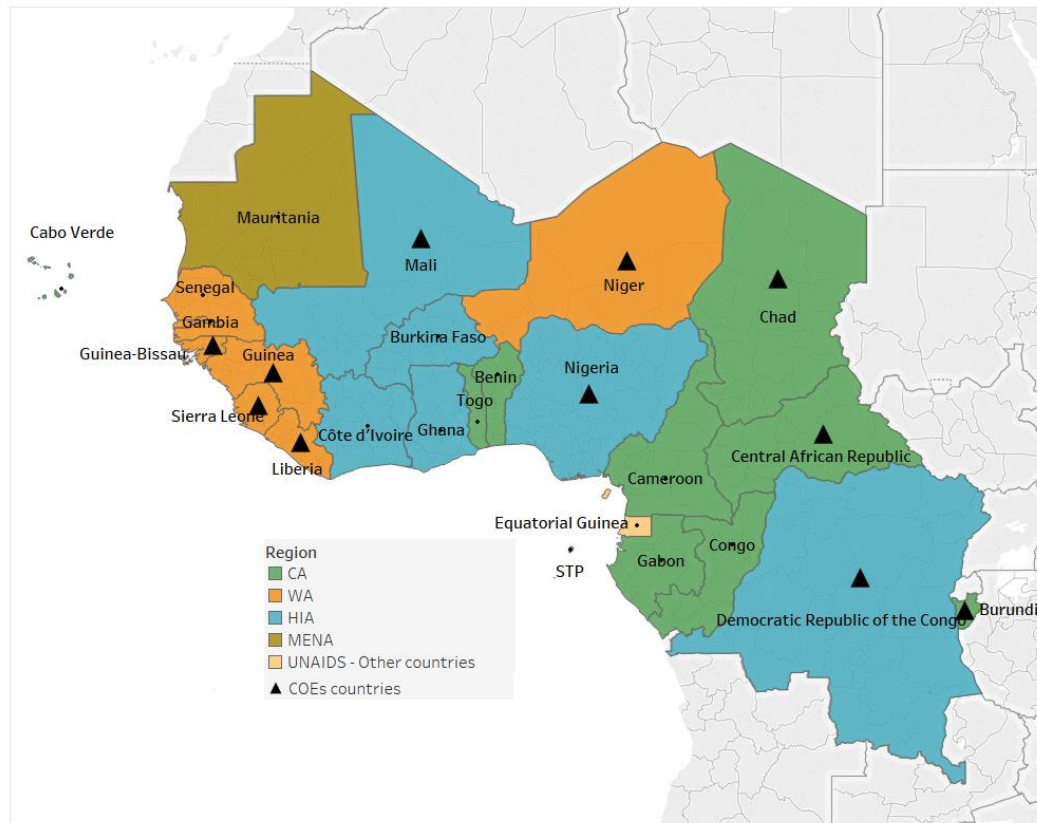 Mauritania
Cabo Verde
Mali
Niger
Senegal
Chad
Gambia
Burkina Faso
Guinea-Bissau
Guinea
Nigeria
Benin
Togo
Sierra Leone
Côte d'Ivoire
Ghana
Liberia
Central African Republic
Cameroon
Equatorial Guinea
Congo
Gabon
STP
Burundi
Democratic Republic of the Congo
Region
CA
WA
HIA
MENA
UNAIDS - Other countries
COEs countries